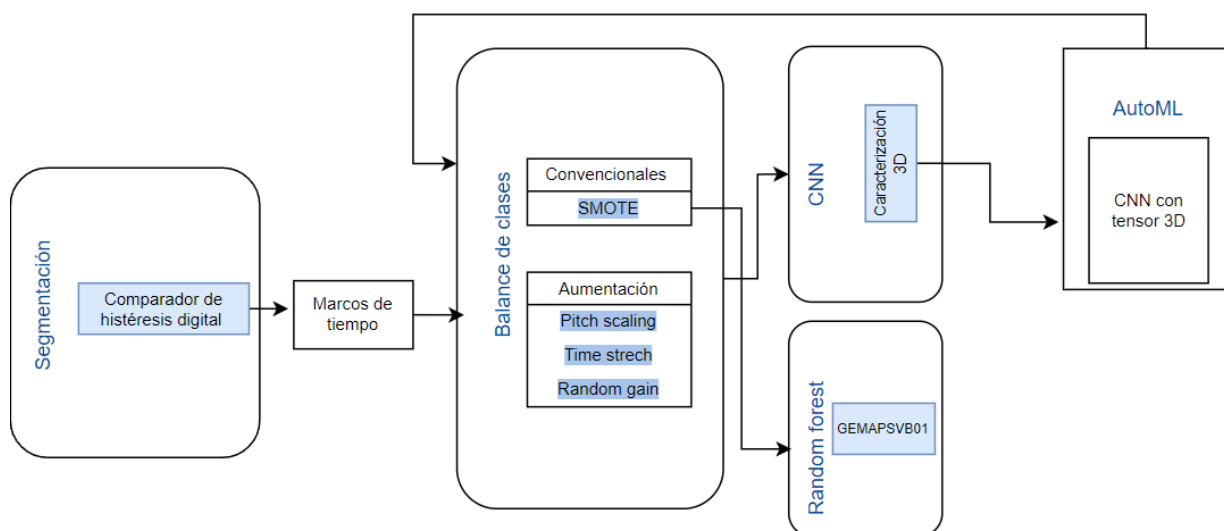 Segmentación
Comparador de
histéresis digital
Marcos de
tiempo
Balance de clases
Convencionales
SMOTE
Aumentación
Pitch scaling
Time strech
Random gain
CNN
Caracterización
3D
Random forest
GEMAPSVB01
AutoML
CNN con
tensor 3D